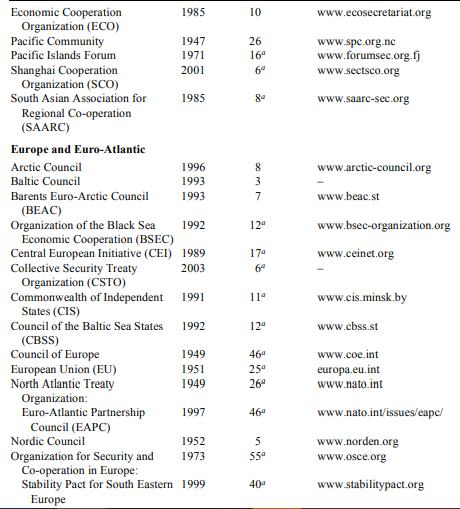 Economic Cooperation 1985 10 www.ecosecretariat.org
Organization (ECO)
Pacific Community 1947 26 www.spc.org.nc
Pacific Islands Forum 1971 16a www.forumsec.org.fj
Shanghai Cooperation 2001 6a www.sectsco.org
Organization (SCO)
South Asian Association for 1985 8a www.saarc-sec.org
Regional Co-operation
(SAARC)
Europe and Euro-Atlantic
Arctic Council 1996 8 www.arctic-council.org
Baltic Council 1993 3 –
Barents Euro-Arctic Council 1993 7 www.beac.st
(BEAC)
Organization of the Black Sea 1992 12a www.bsec-organization.org
Economic Cooperation (BSEC)
Central European Initiative (CEI) 1989 17a www.ceinet.org
Collective Security Treaty 2003 6a –
Organization (CSTO)
Commonwealth of Independent 1991 11a www.cis.minsk.by
States (CIS)
Council of the Baltic Sea States 1992 12a www.cbss.st
(CBSS)
Council of Europe 1949 46a www.coe.int
European Union (EU) 1951 25a europa.eu.int
North Atlantic Treaty 1949 26a www.nato.int
Organization:
Euro-Atlantic Partnership 1997 46a www.nato.int/issues/eapc/
Council (EAPC)
Nordic Council 1952 5 www.norden.org
Organization for Security and 1973 55a www.osce.org
Co-operation in Europe:
Stability Pact for South Eastern 1999 40a www.stabilitypact.org
Europe